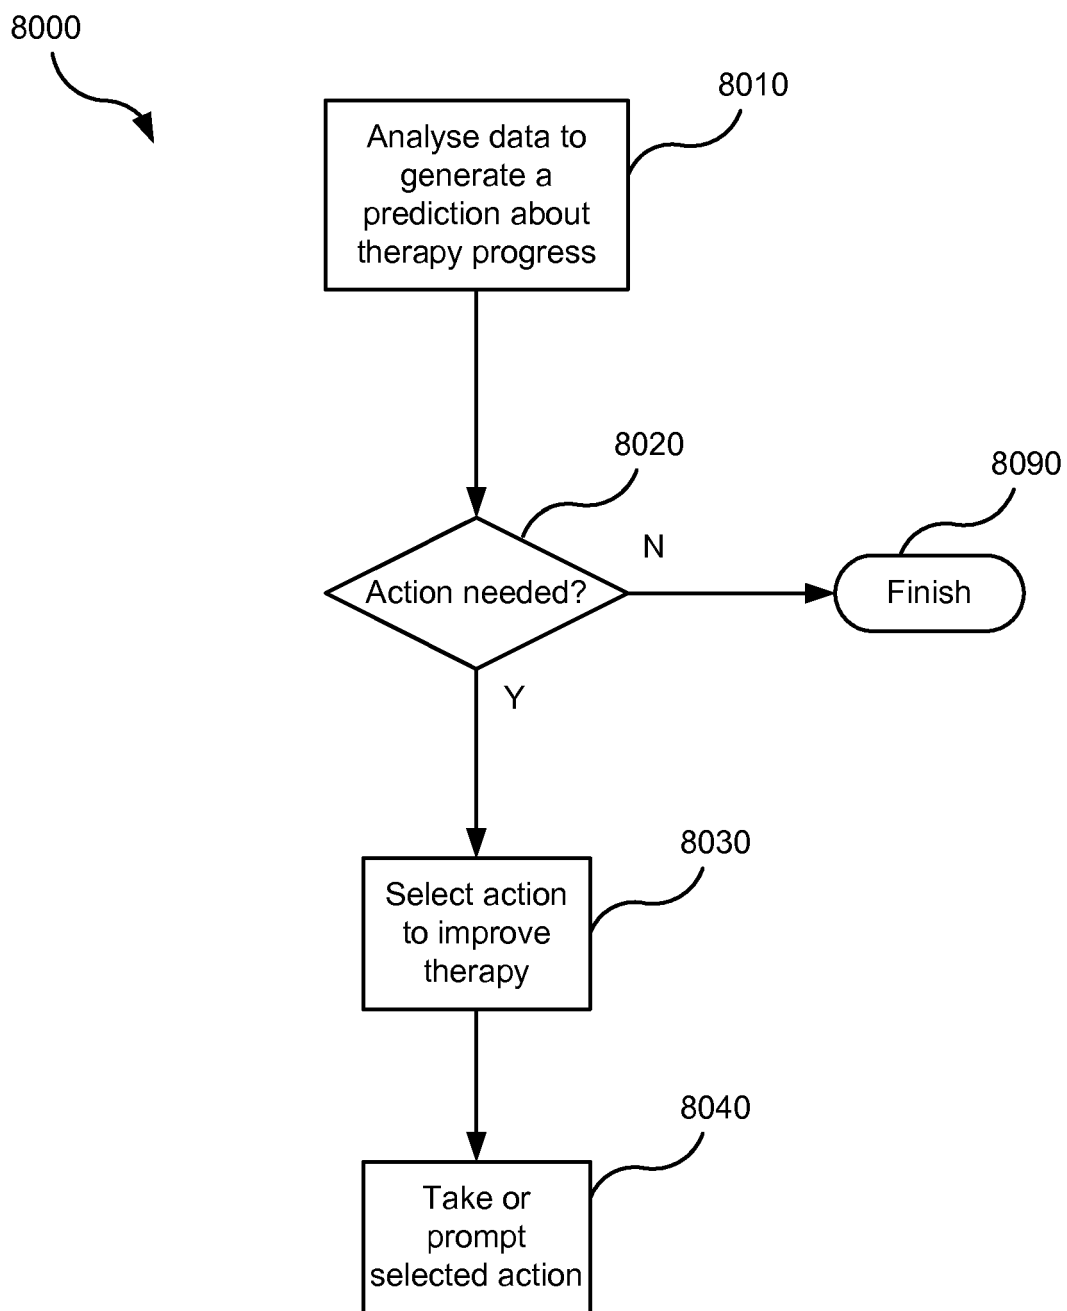 8000
8010
Analyse data to
generate a
prediction about
therapy progress
8020
8090
N
Action needed?
Finish
Y
8030
Select action
to improve
therapy
8040
Take or
prompt
selected action